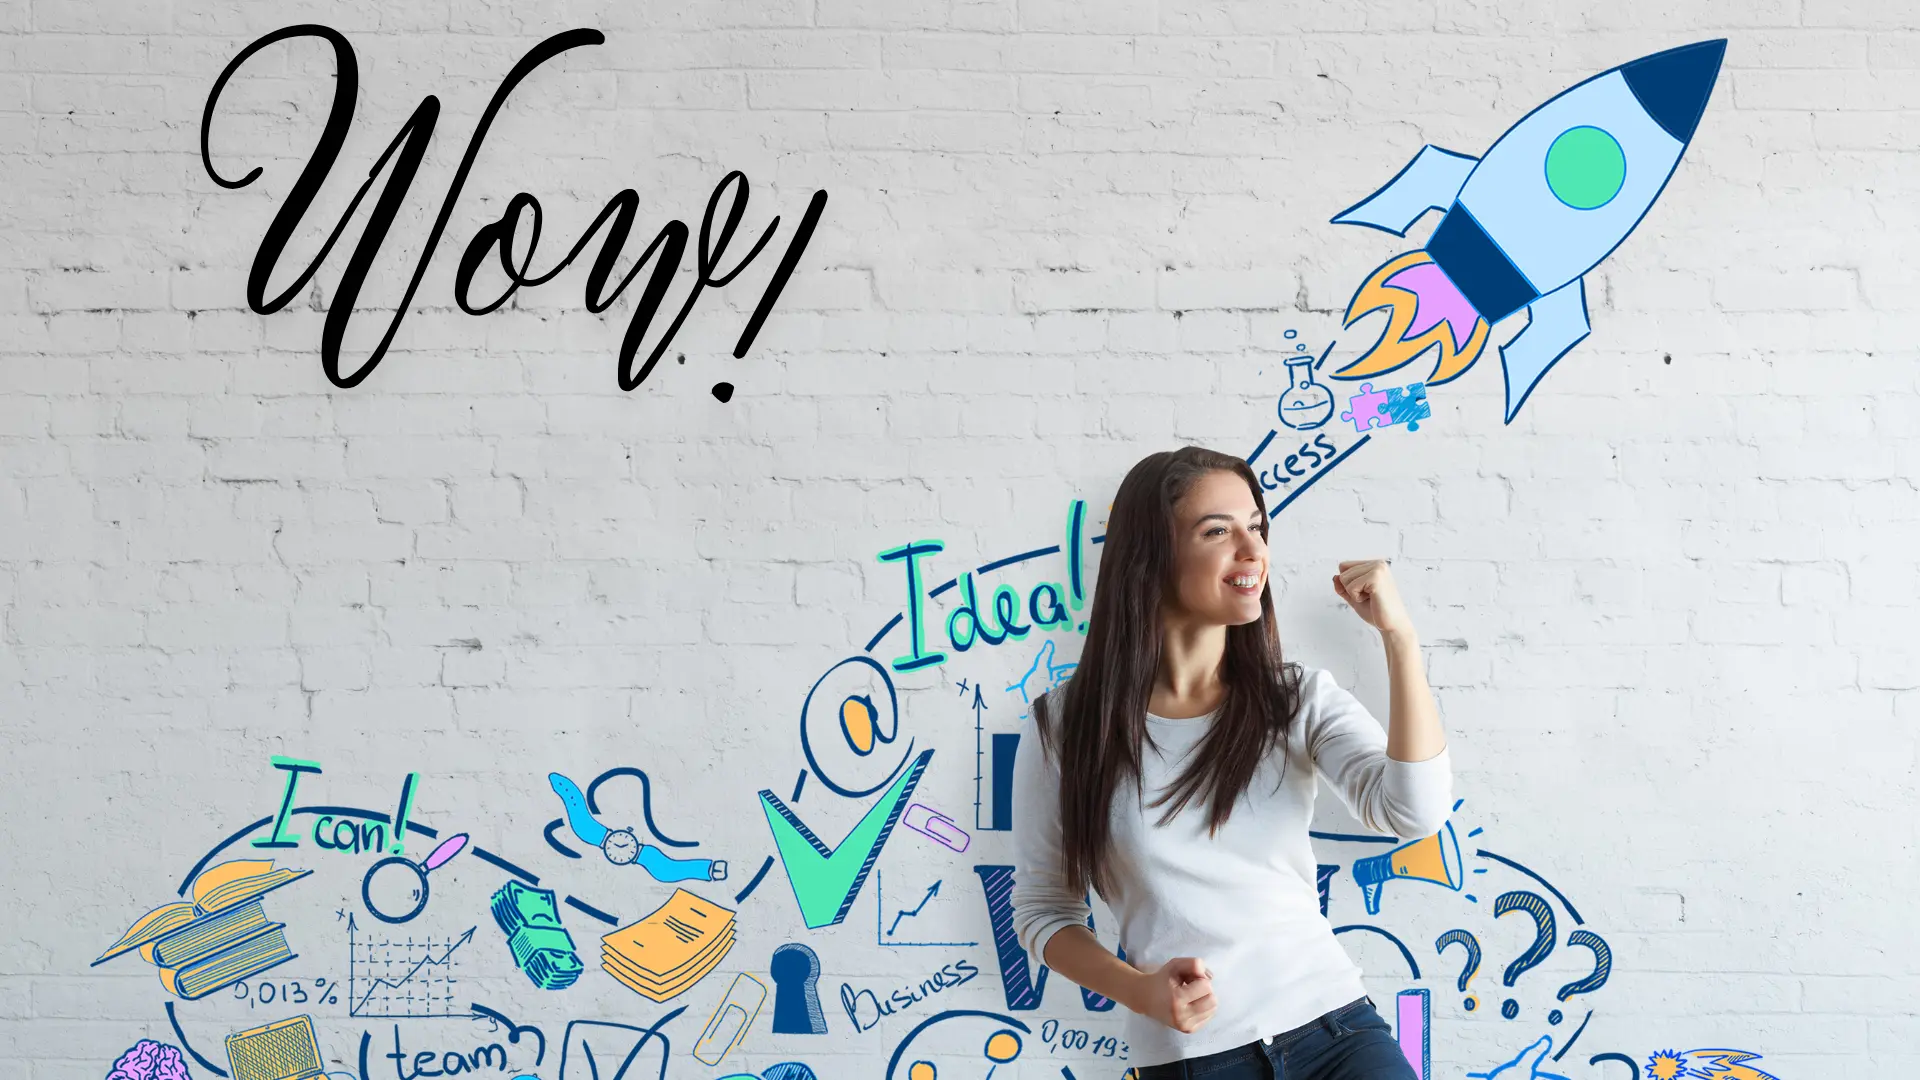 Wow!
ccess
Idea!
x
@
I can!
W
x
Business
0,013%
y
team
0,0019%